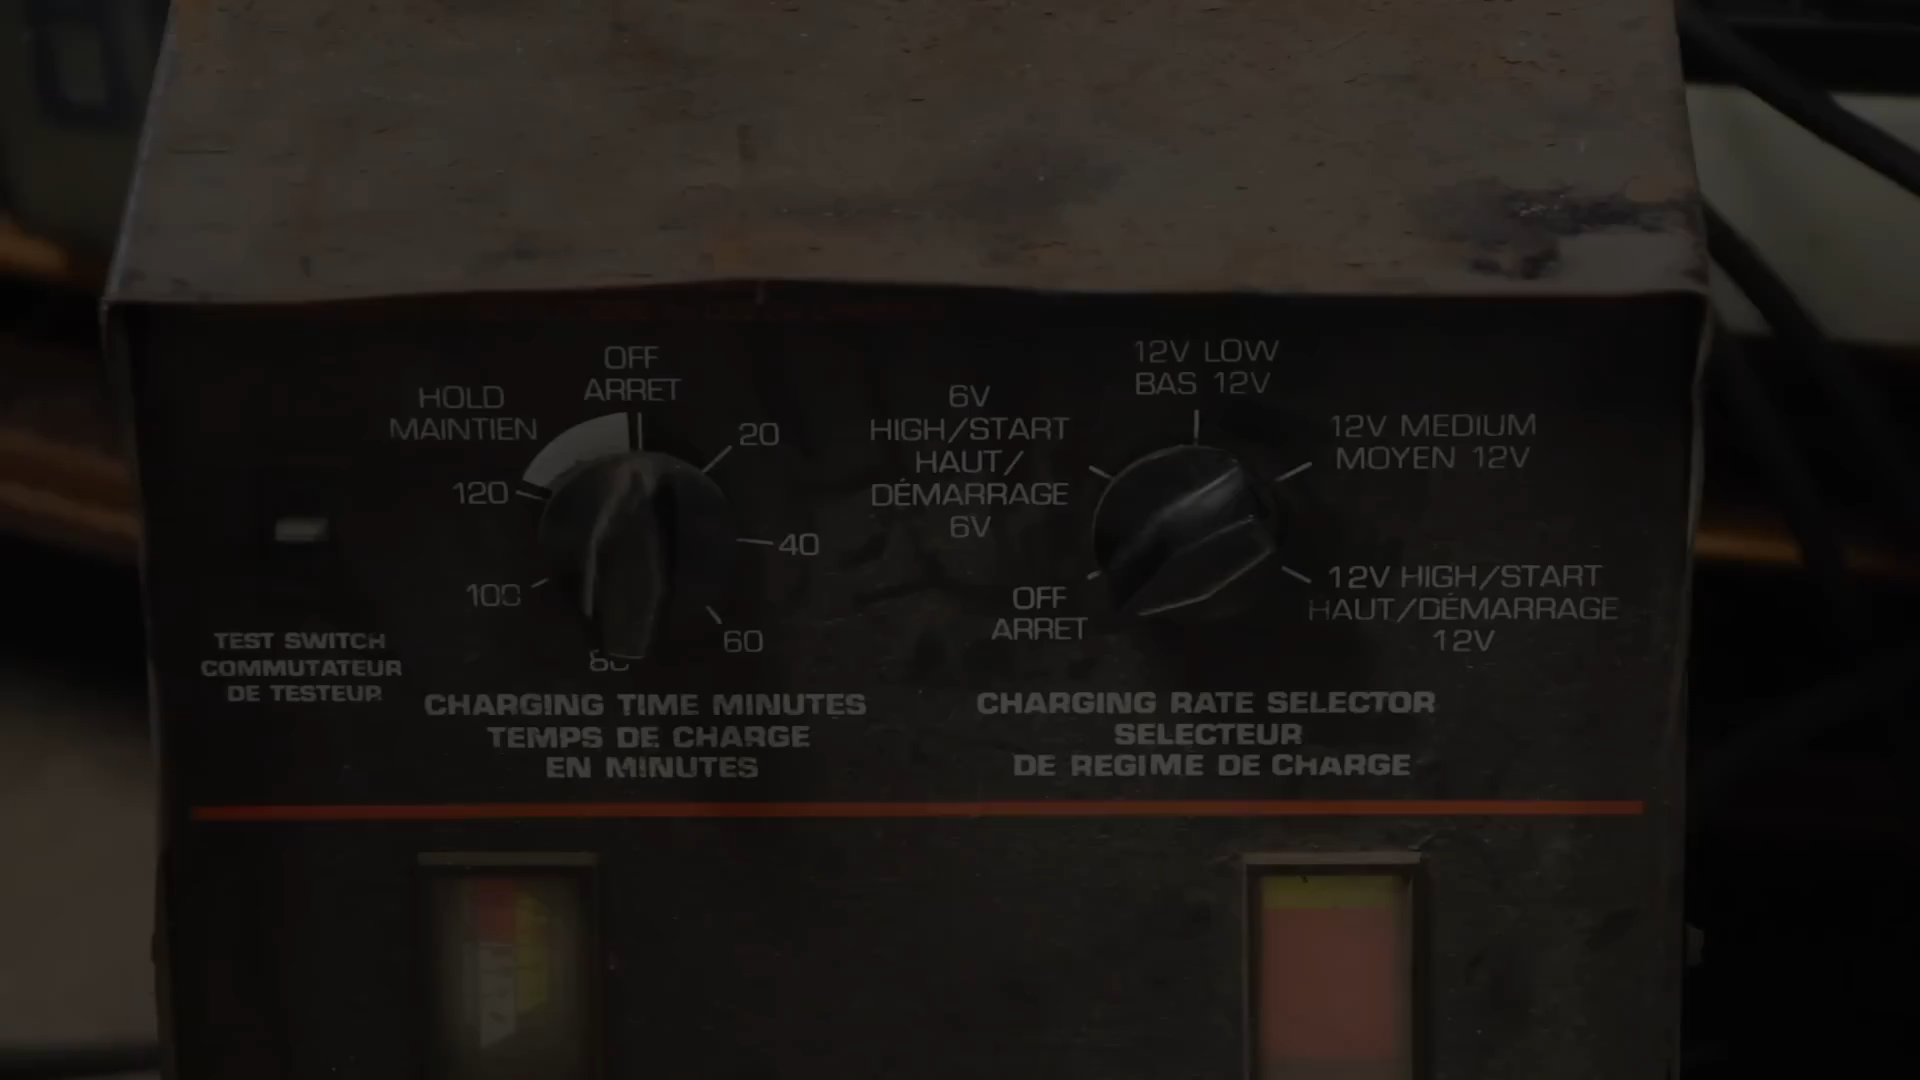 OFF
ARRET
HOLD
MAINTIEN
20
120
40
100
60
80
TEST SWITCH
COMMUTATEUR
DE TESTEUR
CHARGING TIME MINUTES
TEMPS DE CHARGE
EN MINUTES
12V LOW
BAS 12V
6V
HIGH/START
HAUT/
DÉMARRAGE
6V
12V MEDIUM
MOYEN 12V
OFF
ARRET
12V HIGH/START
HAUT/DÉMARRAGE
12V
CHARGING RATE SELECTOR
SELECTEUR
DE REGIME DE CHARGE